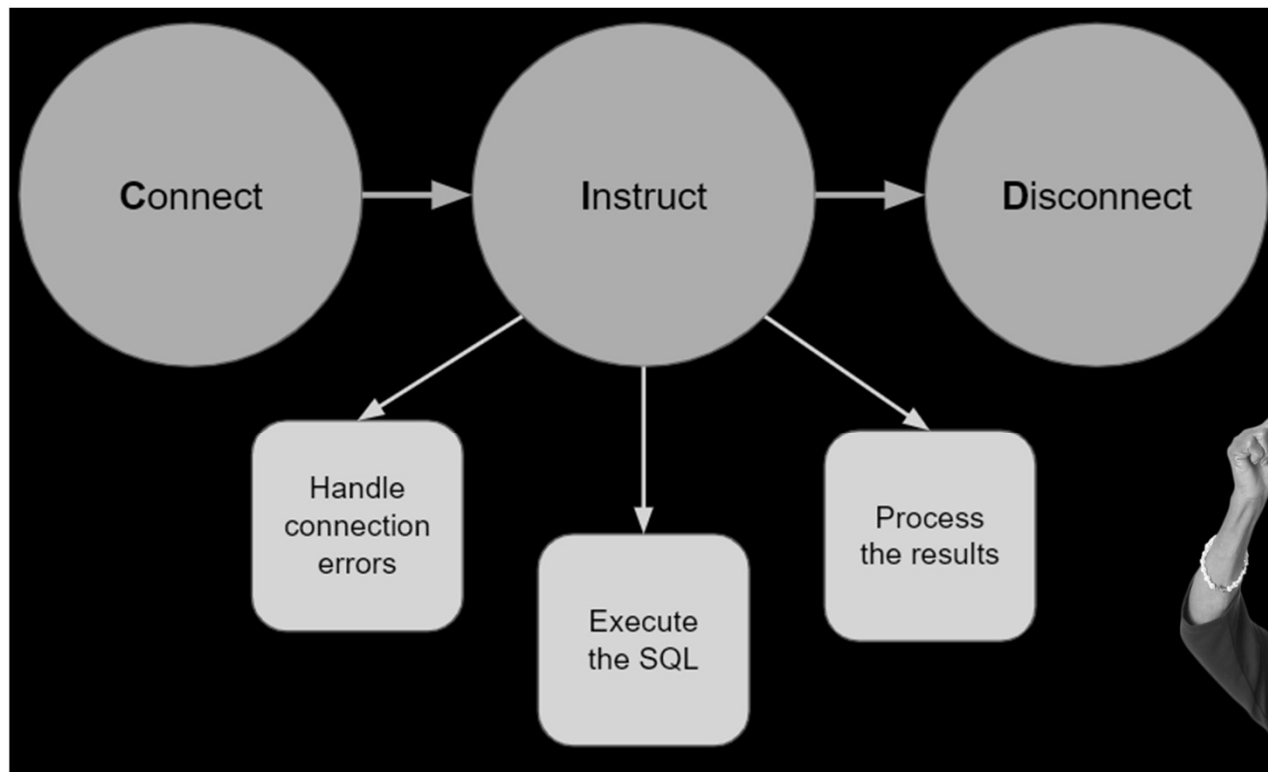 Connect
Instruct
Disconnect
Handle
connection
errors
Execute
the SQL
Process
the results